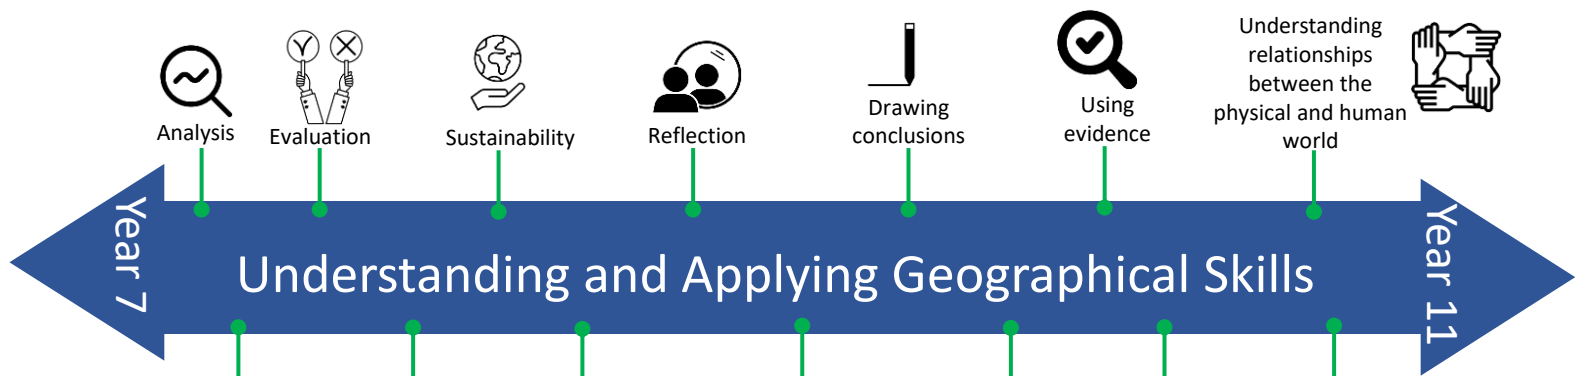 Analysis
Evaluation
Sustainability
Reflection
Drawing
conclusions
Using
evidence
Understanding
relationships
between the
physical and human
world
Year 7
Understanding and Applying Geographical Skills
Year 11